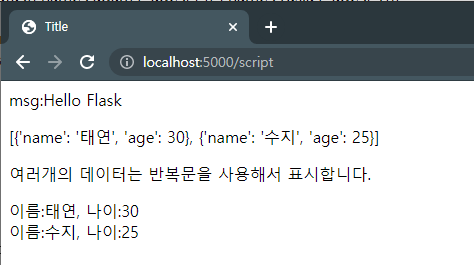 Title
localhost:5000/script
msg:Hello Flask
[{'name': '태연', 'age': 30}, {'name': '수지', 'age': 25}]
여러개의 데이터는 반복문을 사용해서 표시합니다.
이름:태연, 나이:30
이름:수지, 나이:25